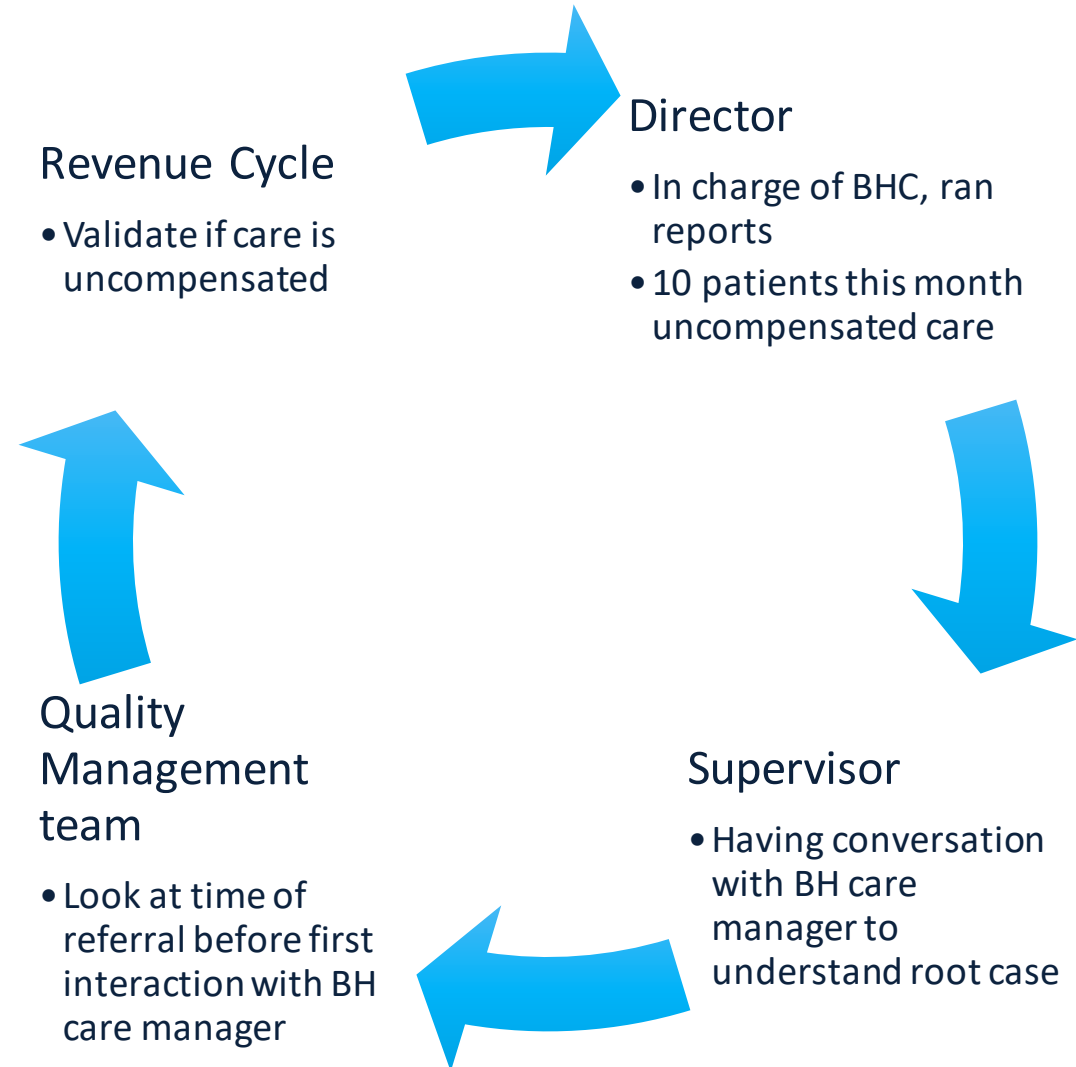 Revenue Cycle
• Validate if care is
uncompensated
Director
• In charge of BHC, ran
reports
• 10 patients this month
uncompensated care
Supervisor
• Having conversation
with BH care
manager to
understand root case
Quality
Management
team
• Look at time of
referral before first
interaction with BH
care manager